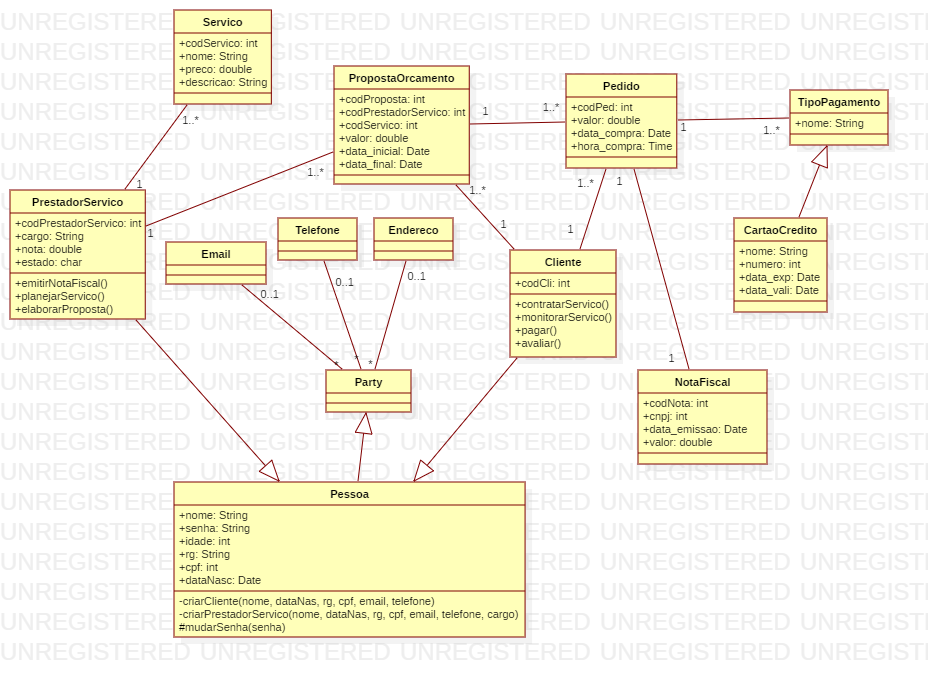 Servico
+codServico: int
+nome: String
+preco: double
+descricao: String
1..*
1
PropostaOrcamento
+codProposta: int
+codPrestadorServico: int
+codServico: int
+valor: double
+data_inicial: Date
+data_final: Date
1
1..*
Pedido
+codPed: int
+valor: double
+data_compra: Date
+hora_compra: Time
1
1..*
TipoPagamento
+nome: String
PrestadorServico
+codPrestadorServico: int
+cargo: String
+nota: double
+estado: char
+emitirNotaFiscal()
+planejarServico()
+elaborarProposta()
1
1..*
1..*
1
1..*
1
1
1
Email
0..1
*
Telefone
0..1
*
Endereco
0..1
*
Cliente
+codCli: int
+contratarServico()
+monitorarServico()
+pagar()
+avaliar()
CartaoCredito
+nome: String
+numero: int
+data_exp: Date
+data_vali: Date
Party
NotaFiscal
+codNota: int
+cnpj: int
+data_emissao: Date
+valor: double
Pessoa
+nome: String
+senha: String
+idade: int
+rg: String
+cpf: int
+dataNasc: Date
-criarCliente(nome, dataNas, rg, cpf, email, telefone)
-criarPrestadorServico(nome, dataNas, rg, cpf, email, telefone, cargo)
#mudarSenha(senha)
UNREGISTERED